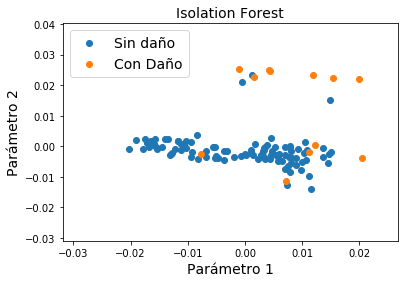 Isolation Forest
Sin daño
Con Daño
Parámetro 2
0.04
0.03
0.02
0.01
0.00
−0.01
−0.02
−0.03
−0.03
−0.02
−0.01
0.00
0.01
0.02
Parámetro 1